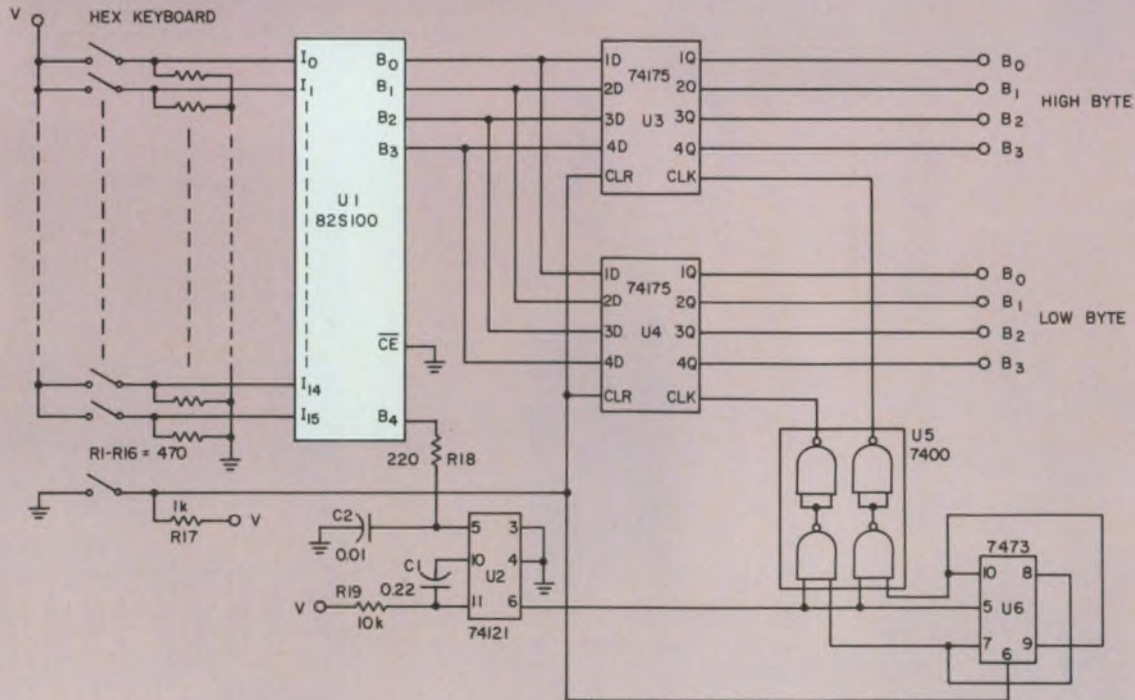 V
HEX KEYBOARD
I0 B0
I1 B1
B2
B3
U1
82S100
CE
I14
I15 B4
R1-R16 = 470
1k
R17
V
220 R18
C2
0.01
C1
0.22
R19
10k
V
5 3
10 4
U2
11 6
74121
1D 1Q
74175
2D 2Q
3D U3 3Q
4D 4Q
CLR CLK
B0
B1
B2
B3
HIGH BYTE
1D 1Q
74175
2D 2Q
3D U4 3Q
4D 4Q
CLR CLK
B0
B1
B2
B3
LOW BYTE
U5
7400
7473
10 8
5 U6
7 9
6